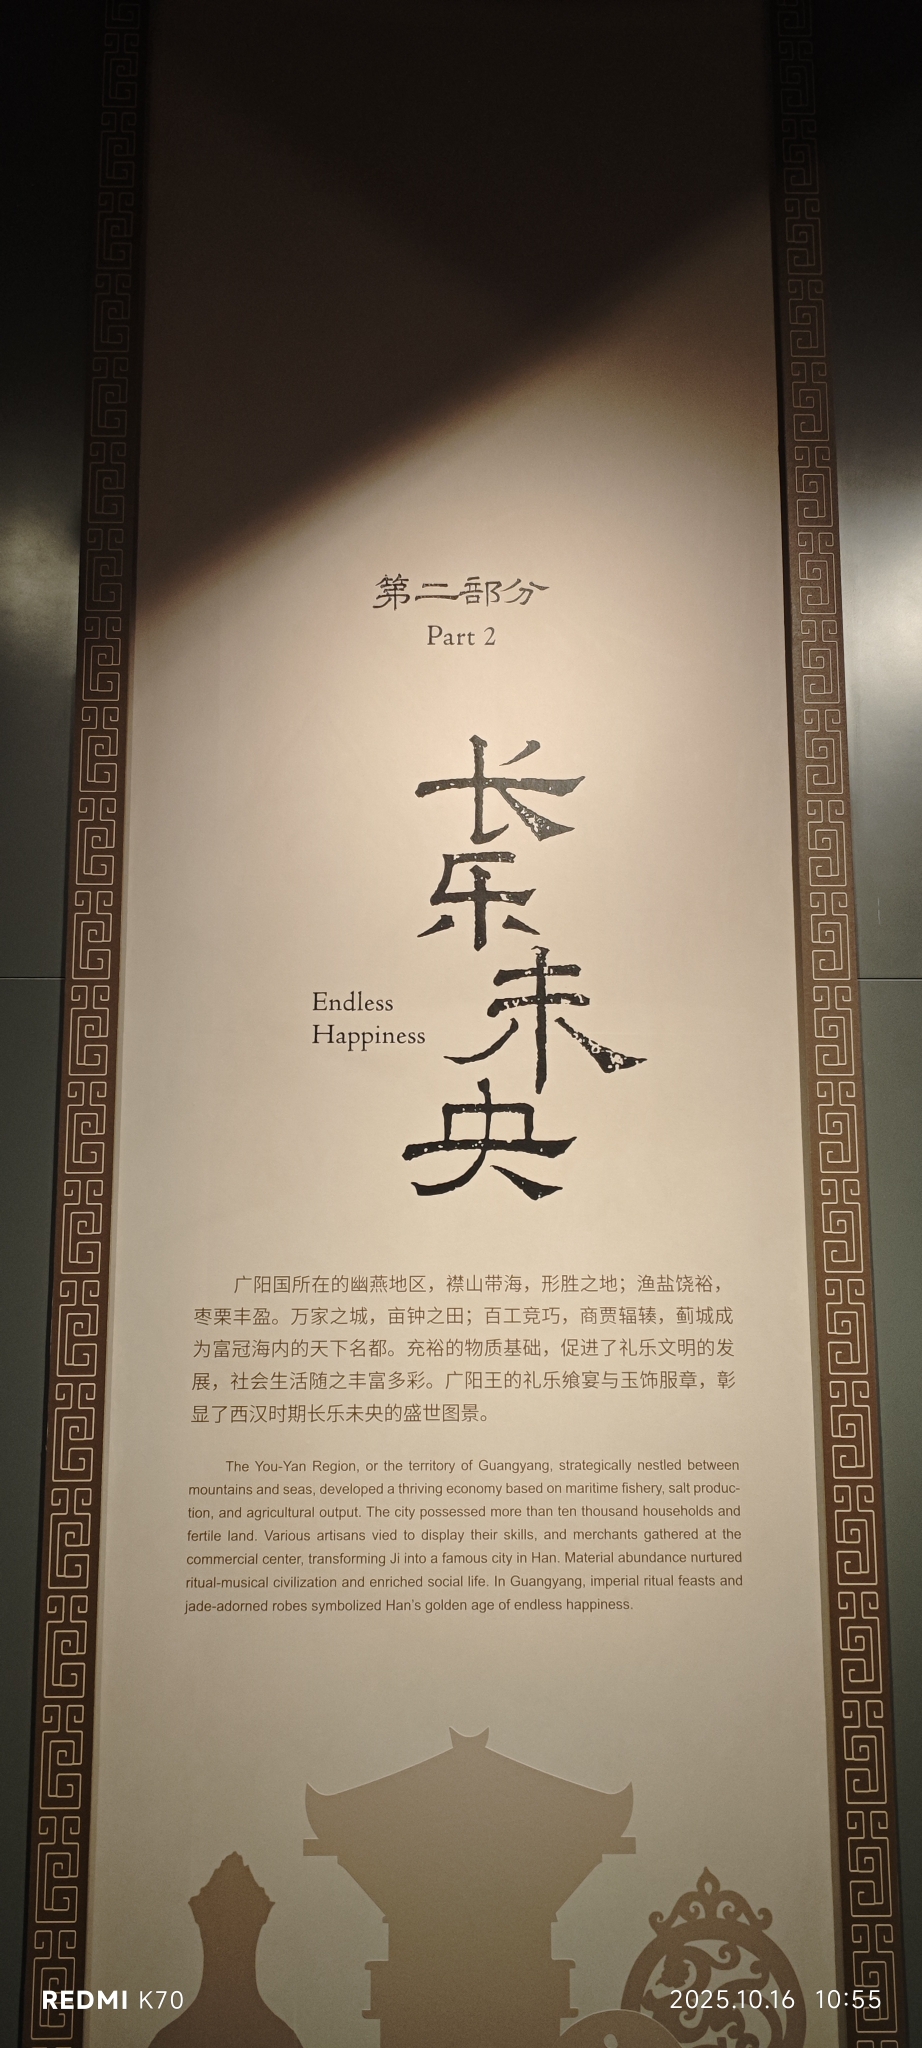 第二部分
Part 2
长乐未央
Endless
Happiness
广阳国所在的幽燕地区，襟山带海，形胜之地；渔盐饶裕，
枣栗丰盈。万家之城，亩钟之田；百工竞巧，商贾辐辏，蓟城成
为富冠海内的天下名都。充裕的物质基础，促进了礼乐文明的发
展，社会生活随之丰富多彩。广阳王的礼乐飨宴与玉饰服章，彰
显了西汉时期长乐未央的盛世图景。
The You-Yan Region, or the territory of Guangyang, strategically nestled between
mountains and seas, developed a thriving economy based on maritime fishery, salt produc-
tion, and agricultural output. The city possessed more than ten thousand households and
fertile land. Various artisans vied to display their skills, and merchants gathered at the
commercial center, transforming Ji into a famous city in Han. Material abundance nurtured
ritual-musical civilization and enriched social life. In Guangyang, imperial ritual feasts and
jade-adorned robes symbolized Han's golden age of endless happiness.
REDMI K70
2025.10.16 10:55